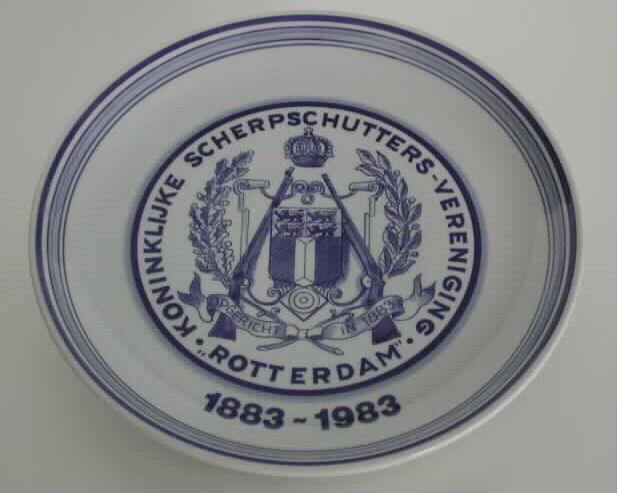 KONINKLIJKE SCHERPSCHUTTERS-VERENIGING
„ROTTERDAM”
OPGERICHT IN 1883
1883~1983